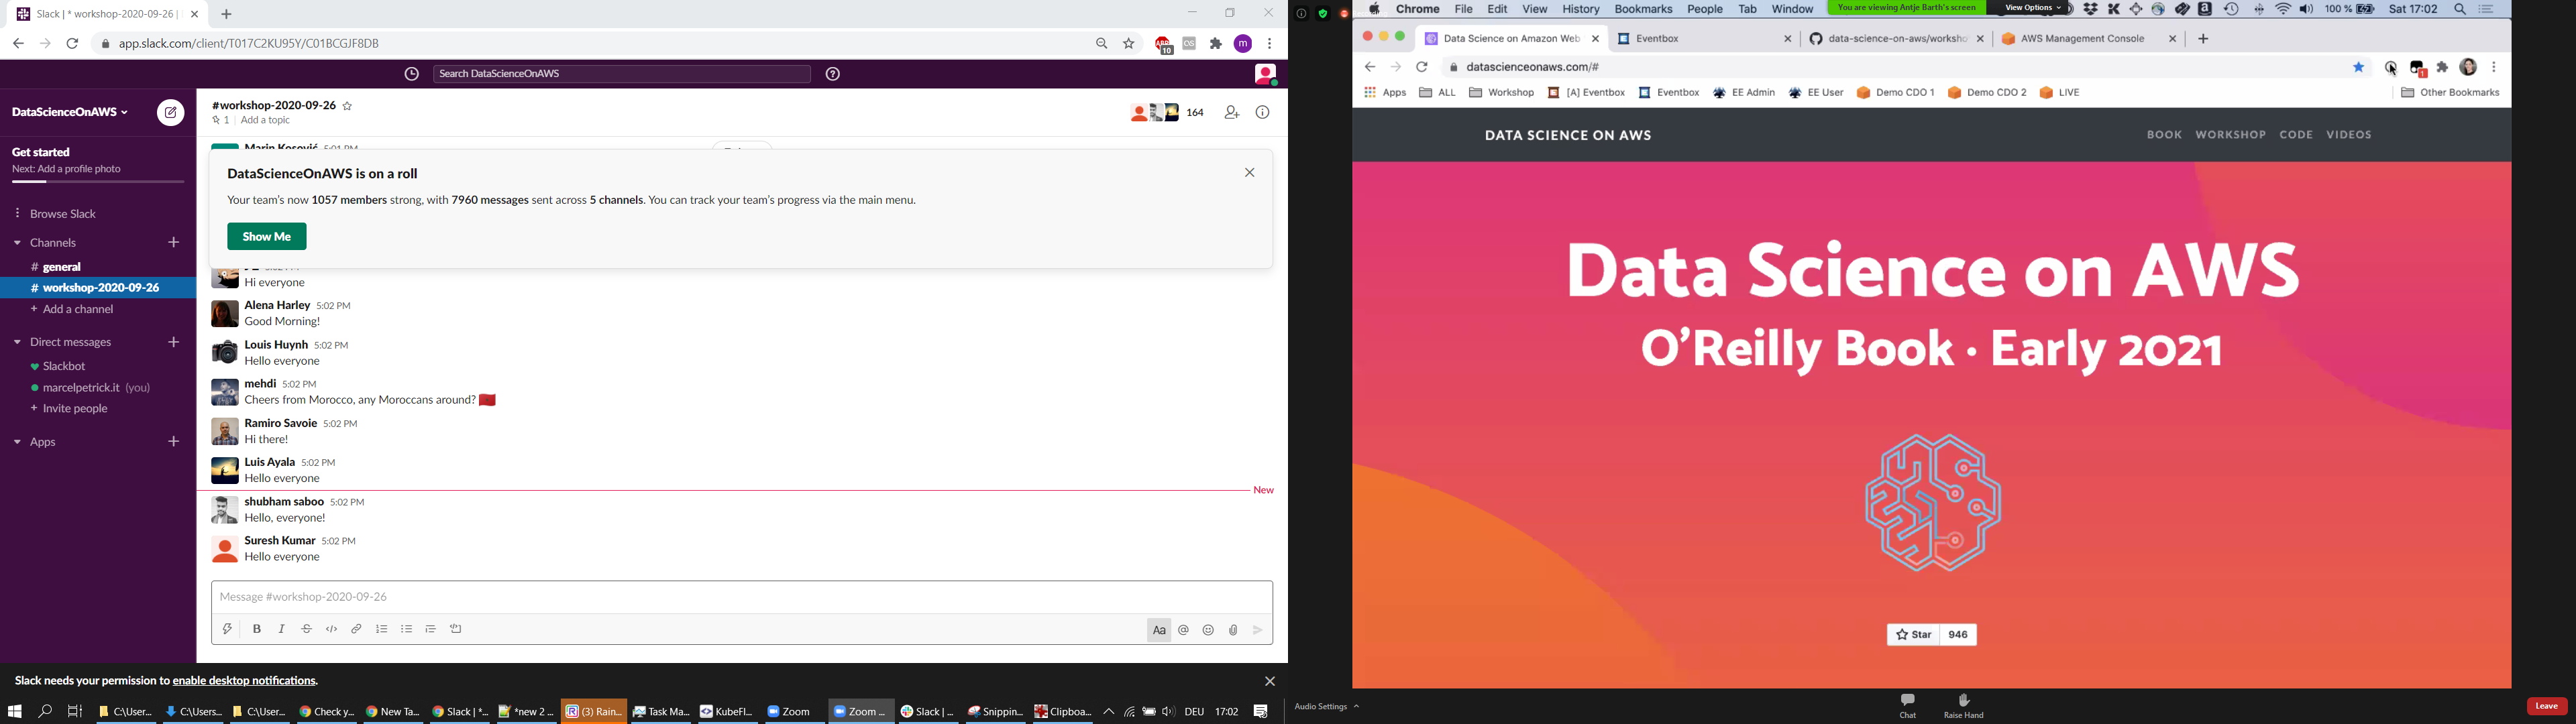 Slack | * workshop-2020-09-26 |
app.slack.com/client/T017C2KU95Y/C01BCGJF8DB
10
m
Search DataScienceOnAWS
DataScienceOnAWS
Get started
Next: Add a profile photo
Browse Slack
Channels
# general
# workshop-2020-09-26
+ Add a channel
Direct messages
Slackbot
marcelpetrick.it (you)
+ Invite people
Apps
#workshop-2020-09-26
1 | Add a topic
164
Marin Kosović 5:01 PM
DataScienceOnAWS is on a roll
Your team's now 1057 members strong, with 7960 messages sent across 5 channels. You can track your team's progress via the main menu.
Show Me
Hi everyone
Alena Harley 5:02 PM
Good Morning!
Louis Huynh 5:02 PM
Hello everyone
mehdi 5:02 PM
Cheers from Morocco, any Moroccans around?
Ramiro Savoie 5:02 PM
Hi there!
Luis Ayala 5:02 PM
Hello everyone
New
shubham saboo 5:02 PM
Hello, everyone!
Suresh Kumar 5:02 PM
Hello everyone
Message #workshop-2020-09-26
B I S Aa @
Slack needs your permission to enable desktop notifications.
C:\User...
C:\Users...
C:\User...
Check y...
New Ta...
Slack | *...
*new 2 ...
(3) Rain...
Task Ma...
KubeFl...
Zoom
Zoom ...
Slack | ...
Snippin...
Clipboa...
DEU 17:02
Chrome File Edit View History Bookmarks People Tab Window
You are viewing Antje Barth's screen
View Options
100 %
Sat 17:02
Data Science on Amazon Web
Eventbox
data-science-on-aws/worksho
AWS Management Console
datascienceonaws.com/#
1
Apps ALL Workshop [A] Eventbox Eventbox EE Admin EE User Demo CDO 1 Demo CDO 2 LIVE Other Bookmarks
DATA SCIENCE ON AWS
BOOK WORKSHOP CODE VIDEOS
Data Science on AWS
O'Reilly Book · Early 2021
Star 946
Audio Settings
Chat
Raise Hand
Leave